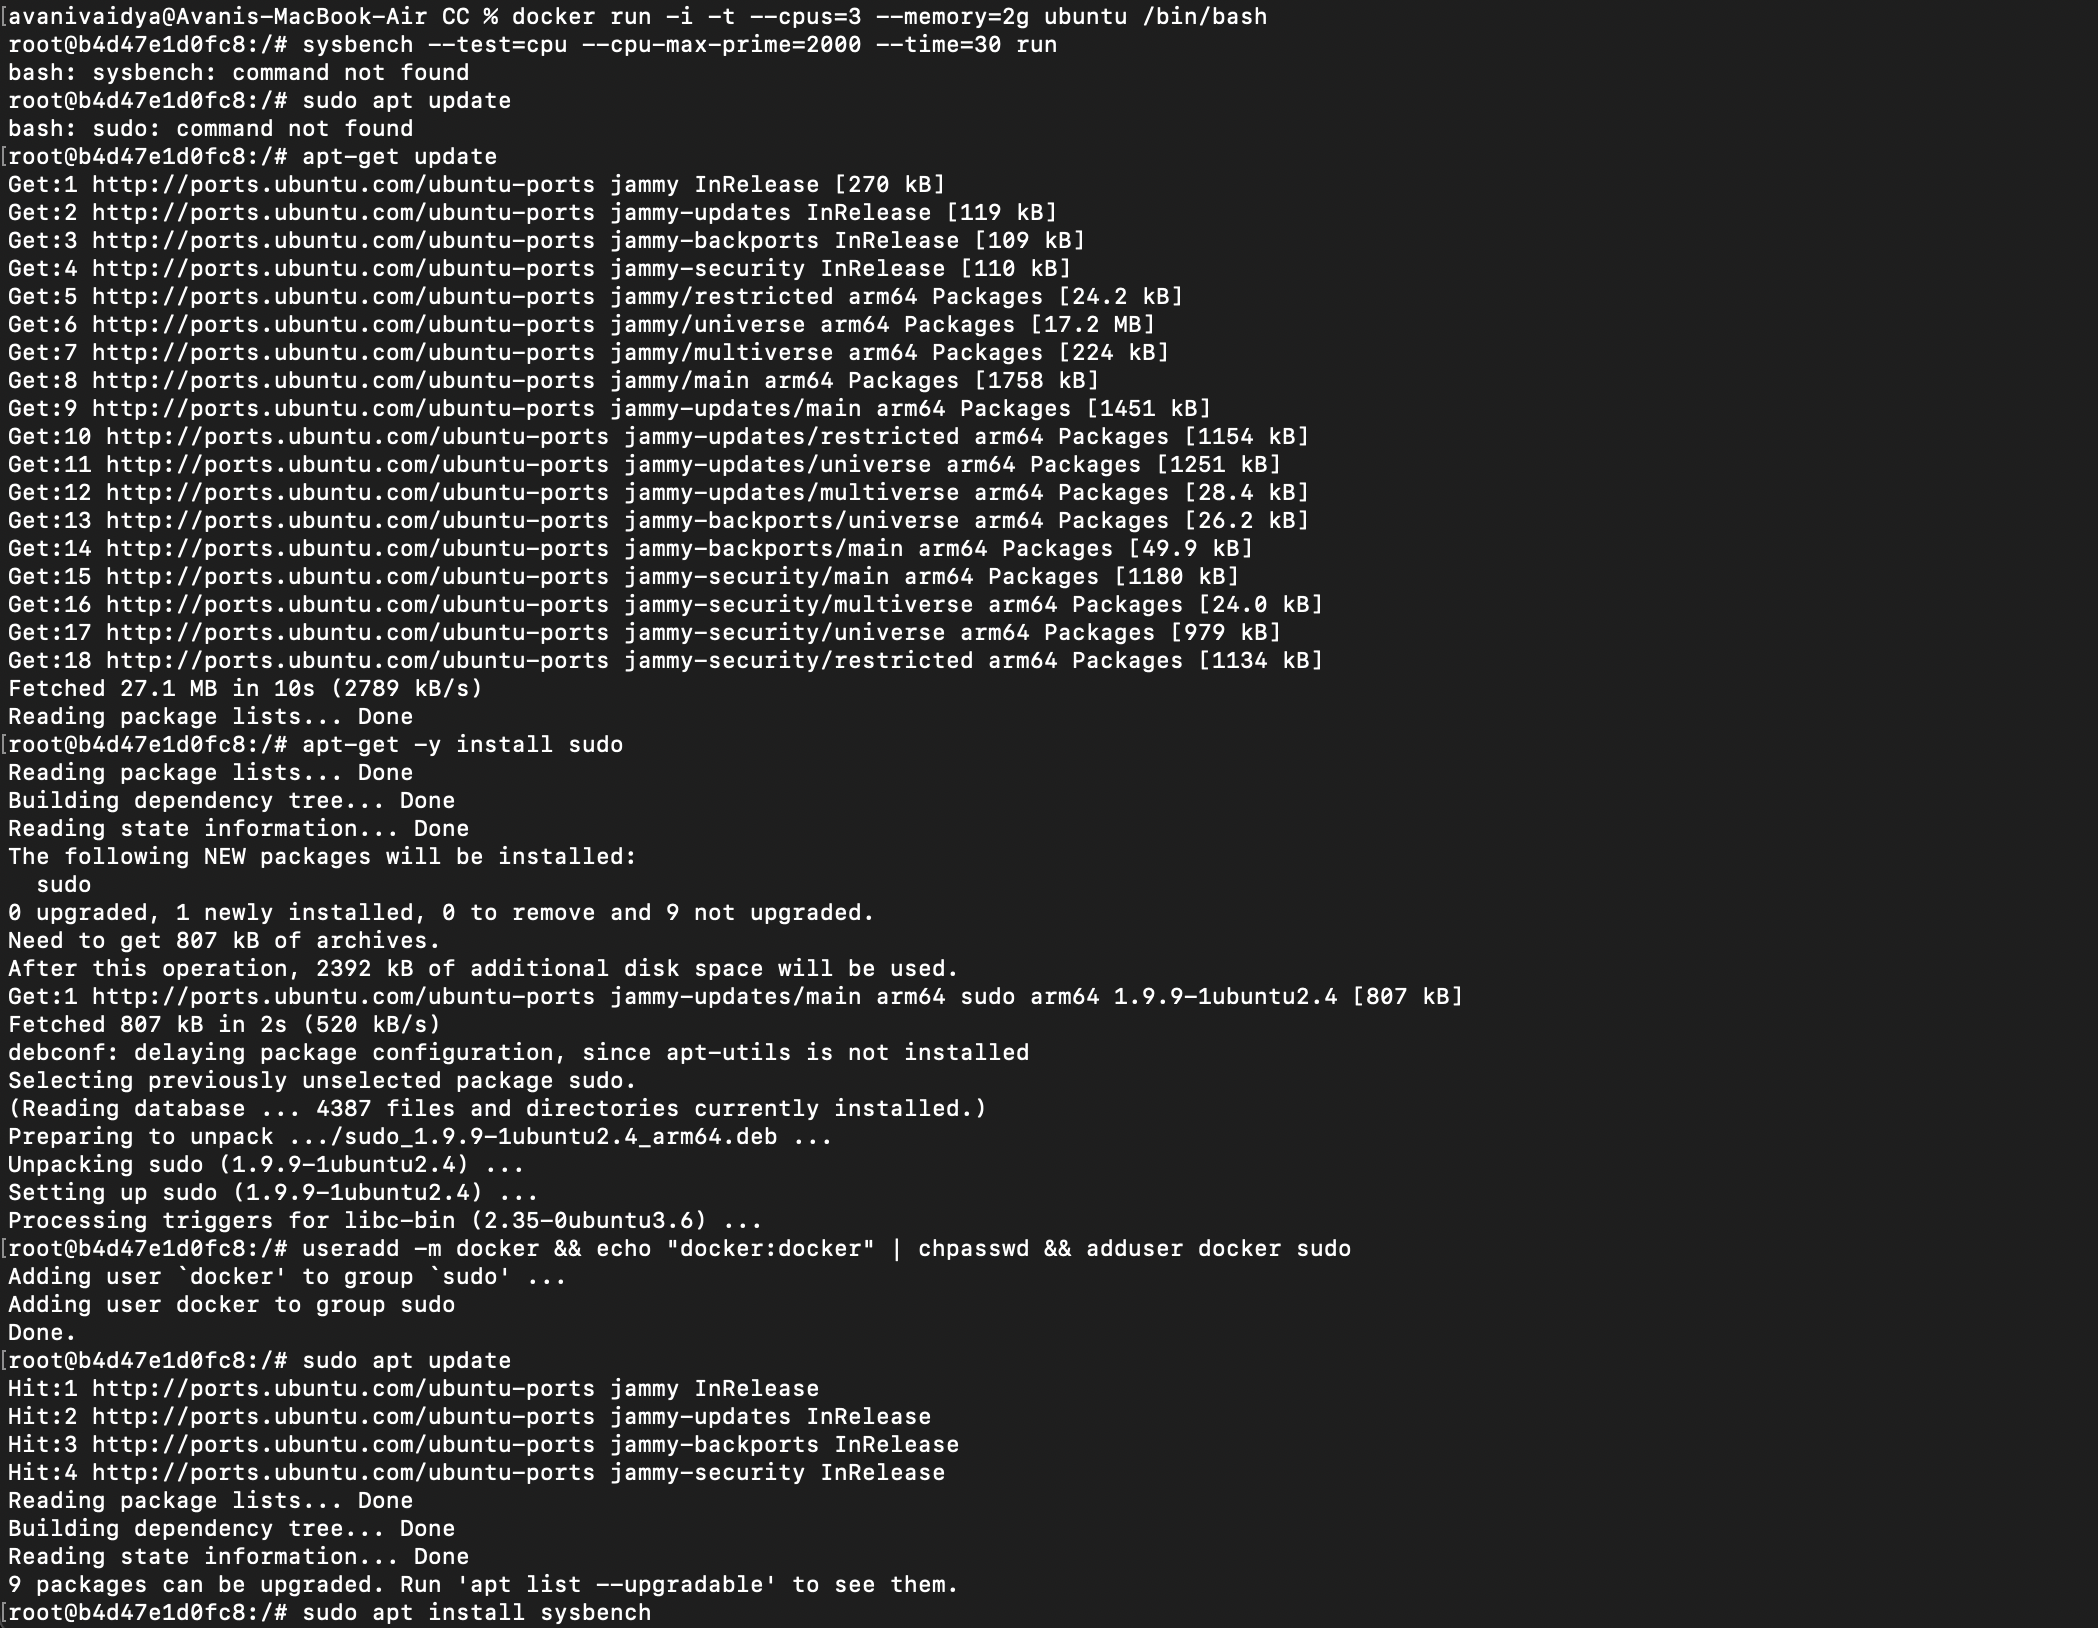 [avanivaidya@Avanis-MacBook-Air CC % docker run -i -t --cpus=3 --memory=2g ubuntu /bin/bash
root@b4d47e1d0fc8:/# sysbench --test=cpu --cpu-max-prime=2000 --time=30 run
bash: sysbench: command not found
root@b4d47e1d0fc8:/# sudo apt update
bash: sudo: command not found
[root@b4d47e1d0fc8:/# apt-get update
Get:1 http://ports.ubuntu.com/ubuntu-ports jammy InRelease [270 kB]
Get:2 http://ports.ubuntu.com/ubuntu-ports jammy-updates InRelease [119 kB]
Get:3 http://ports.ubuntu.com/ubuntu-ports jammy-backports InRelease [109 kB]
Get:4 http://ports.ubuntu.com/ubuntu-ports jammy-security InRelease [110 kB]
Get:5 http://ports.ubuntu.com/ubuntu-ports jammy/restricted arm64 Packages [24.2 kB]
Get:6 http://ports.ubuntu.com/ubuntu-ports jammy/universe arm64 Packages [17.2 MB]
Get:7 http://ports.ubuntu.com/ubuntu-ports jammy/multiverse arm64 Packages [224 kB]
Get:8 http://ports.ubuntu.com/ubuntu-ports jammy/main arm64 Packages [1758 kB]
Get:9 http://ports.ubuntu.com/ubuntu-ports jammy-updates/main arm64 Packages [1451 kB]
Get:10 http://ports.ubuntu.com/ubuntu-ports jammy-updates/restricted arm64 Packages [1154 kB]
Get:11 http://ports.ubuntu.com/ubuntu-ports jammy-updates/universe arm64 Packages [1251 kB]
Get:12 http://ports.ubuntu.com/ubuntu-ports jammy-updates/multiverse arm64 Packages [28.4 kB]
Get:13 http://ports.ubuntu.com/ubuntu-ports jammy-backports/universe arm64 Packages [26.2 kB]
Get:14 http://ports.ubuntu.com/ubuntu-ports jammy-backports/main arm64 Packages [49.9 kB]
Get:15 http://ports.ubuntu.com/ubuntu-ports jammy-security/main arm64 Packages [1180 kB]
Get:16 http://ports.ubuntu.com/ubuntu-ports jammy-security/multiverse arm64 Packages [24.0 kB]
Get:17 http://ports.ubuntu.com/ubuntu-ports jammy-security/universe arm64 Packages [979 kB]
Get:18 http://ports.ubuntu.com/ubuntu-ports jammy-security/restricted arm64 Packages [1134 kB]
Fetched 27.1 MB in 10s (2789 kB/s)
Reading package lists... Done
[root@b4d47e1d0fc8:/# apt-get -y install sudo
Reading package lists... Done
Building dependency tree... Done
Reading state information... Done
The following NEW packages will be installed:
  sudo
0 upgraded, 1 newly installed, 0 to remove and 9 not upgraded.
Need to get 807 kB of archives.
After this operation, 2392 kB of additional disk space will be used.
Get:1 http://ports.ubuntu.com/ubuntu-ports jammy-updates/main arm64 sudo arm64 1.9.9-1ubuntu2.4 [807 kB]
Fetched 807 kB in 2s (520 kB/s)
debconf: delaying package configuration, since apt-utils is not installed
Selecting previously unselected package sudo.
(Reading database ... 4387 files and directories currently installed.)
Preparing to unpack .../sudo_1.9.9-1ubuntu2.4_arm64.deb ...
Unpacking sudo (1.9.9-1ubuntu2.4) ...
Setting up sudo (1.9.9-1ubuntu2.4) ...
Processing triggers for libc-bin (2.35-0ubuntu3.6) ...
[root@b4d47e1d0fc8:/# useradd -m docker && echo "docker:docker" | chpasswd && adduser docker sudo
Adding user `docker' to group `sudo' ...
Adding user docker to group sudo
Done.
[root@b4d47e1d0fc8:/# sudo apt update
Hit:1 http://ports.ubuntu.com/ubuntu-ports jammy InRelease
Hit:2 http://ports.ubuntu.com/ubuntu-ports jammy-updates InRelease
Hit:3 http://ports.ubuntu.com/ubuntu-ports jammy-backports InRelease
Hit:4 http://ports.ubuntu.com/ubuntu-ports jammy-security InRelease
Reading package lists... Done
Building dependency tree... Done
Reading state information... Done
9 packages can be upgraded. Run 'apt list --upgradable' to see them.
[root@b4d47e1d0fc8:/# sudo apt install sysbench